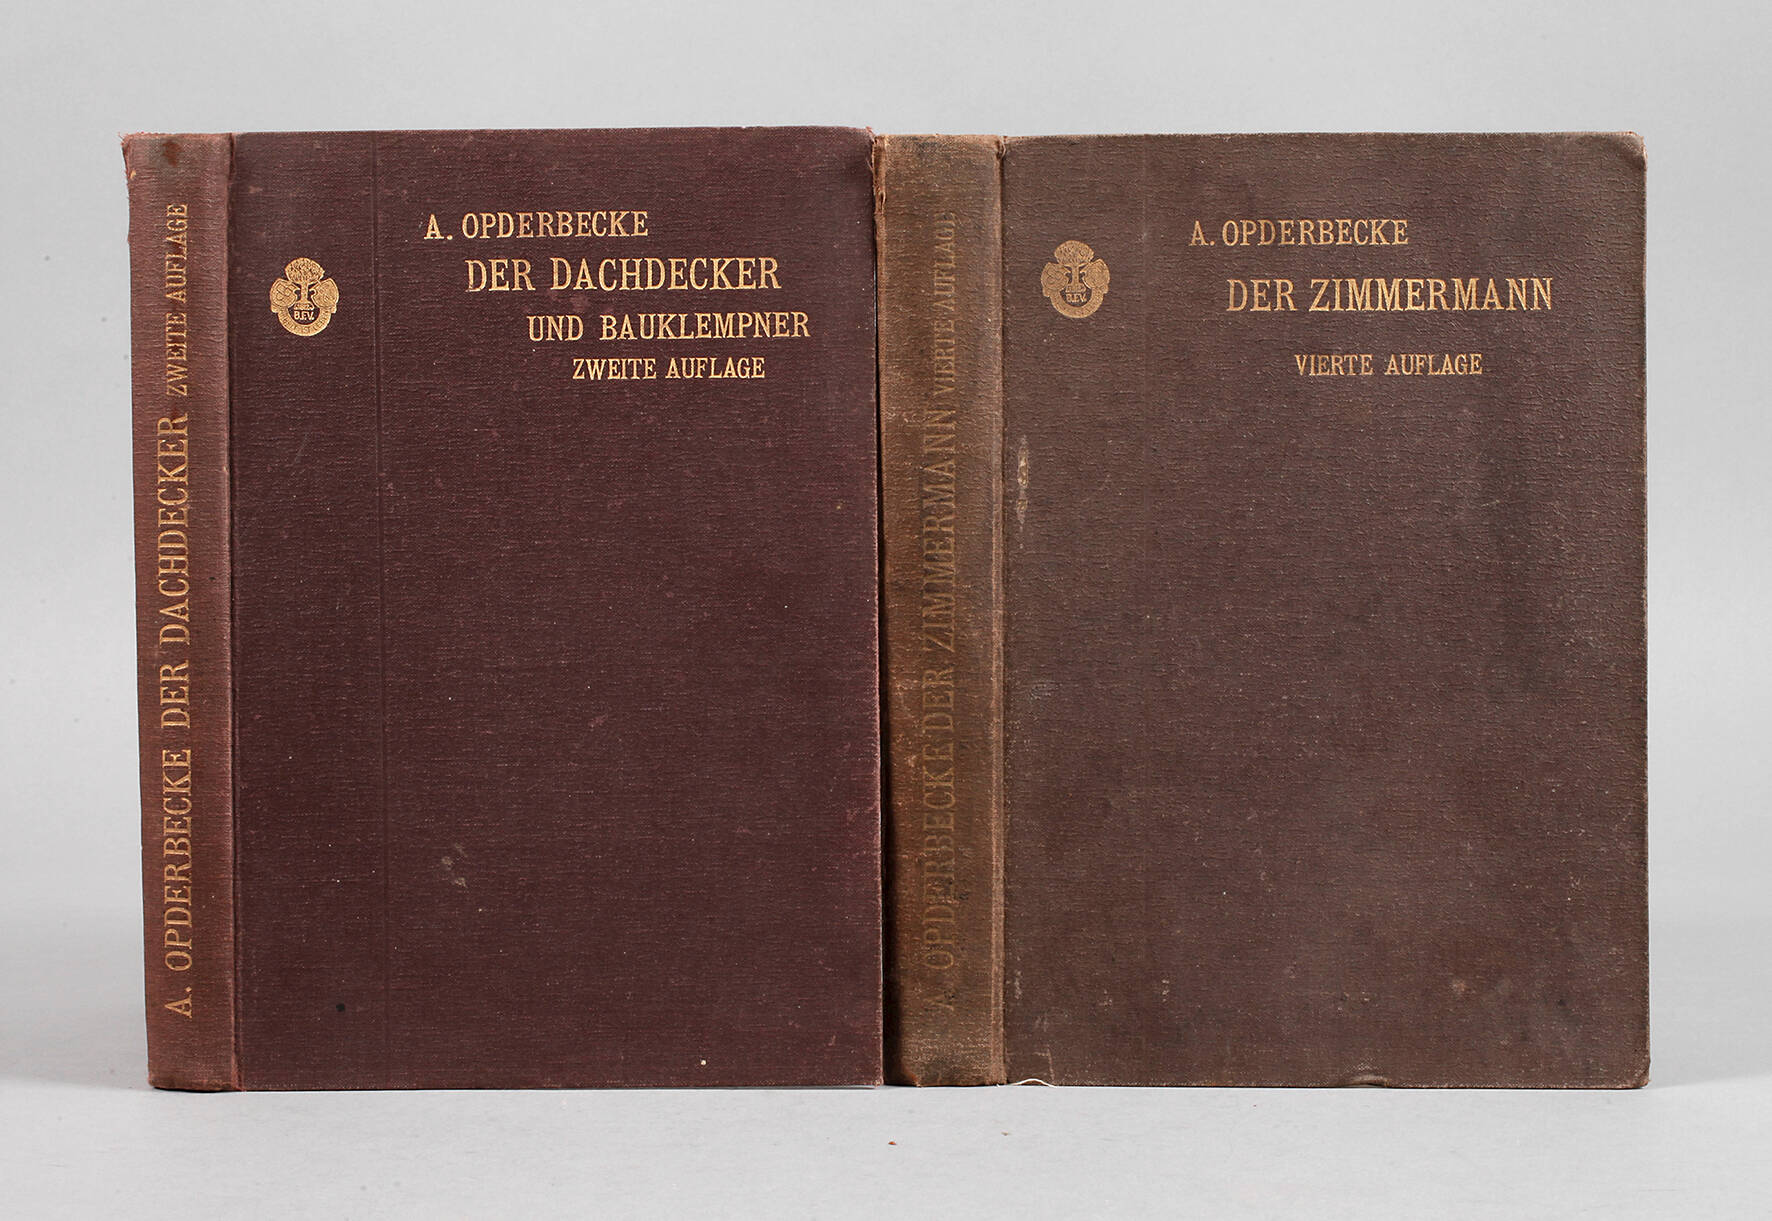 A. OPDERBECKE DER DACHDECKER ZWEITE AUFLAGE
A. OPDERBECKE
DER DACHDECKER
UND BAUKLEMPNER
ZWEITE AUFLAGE
B.F.V.
A. OPDERBECKE DER ZIMMERMANN VIERTE AUFLAGE
A. OPDERBECKE
DER ZIMMERMANN
VIERTE AUFLAGE
B.F.V.